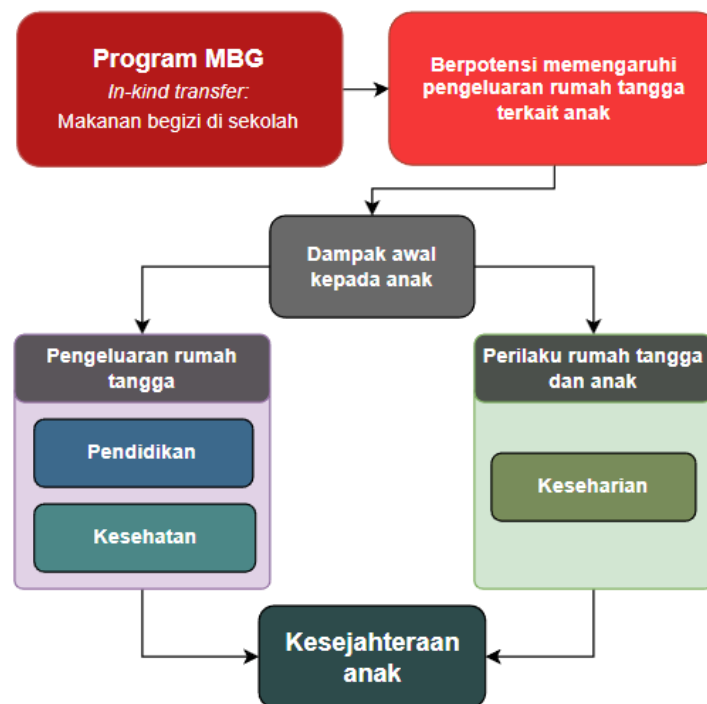 Program MBG
In-kind transfer:
Makanan begizi di sekolah
Berpotensi memengaruhi
pengeluaran rumah tangga
terkait anak
Dampak awal
kepada anak
Pengeluaran rumah
tangga
Pendidikan
Kesehatan
Perilaku rumah tangga
dan anak
Keseharian
Kesejahteraan
anak